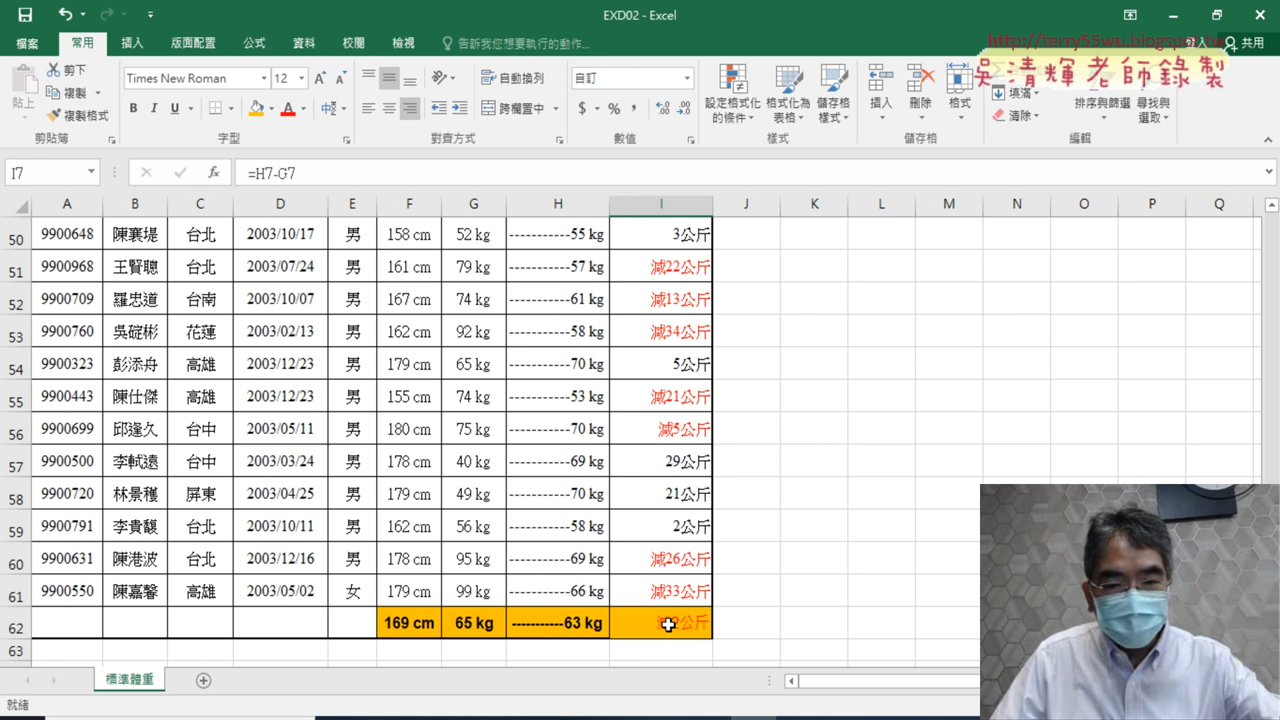 EXD02 - Excel
http://terry55wu.blogspot.tw
吳清輝老師錄製
檔案 常用 插入 版面配置 公式 資料 校閱 檢視 告訴我您想要執行的動作... 登入 共用
貼上 剪下 複製 複製格式 剪貼簿
Times New Roman 12 B I U 字型
自動換列 跨欄置中 對齊方式
自訂 $ % 數值
設定格式化的條件 格式化為表格 儲存格樣式 樣式
插入 刪除 格式 儲存格
填滿 清除 排序與篩選 尋找與選取 編輯
I7 fx =H7-G7
A B C D E F G H I J K L M N O P Q
50 9900648 陳襄堤 台北 2003/10/17 男 158 cm 52 kg -----------55 kg 3公斤
51 9900968 王賢聰 台北 2003/07/24 男 161 cm 79 kg -----------57 kg 減22公斤
52 9900709 羅忠道 台南 2003/10/07 男 167 cm 74 kg -----------61 kg 減13公斤
53 9900760 吳碇彬 花蓮 2003/02/13 男 162 cm 92 kg -----------58 kg 減34公斤
54 9900323 彭添舟 高雄 2003/12/23 男 179 cm 65 kg -----------70 kg 5公斤
55 9900443 陳仕傑 高雄 2003/12/23 男 155 cm 74 kg -----------53 kg 減21公斤
56 9900699 邱逢久 台中 2003/05/11 男 180 cm 75 kg -----------70 kg 減5公斤
57 9900500 李軾遠 台中 2003/03/24 男 178 cm 40 kg -----------69 kg 29公斤
58 9900720 林景穫 屏東 2003/04/25 男 179 cm 49 kg -----------70 kg 21公斤
59 9900791 李貴馥 台北 2003/10/11 男 162 cm 56 kg -----------58 kg 2公斤
60 9900631 陳港波 台北 2003/12/16 男 178 cm 95 kg -----------69 kg 減26公斤
61 9900550 陳嘉馨 高雄 2003/05/02 女 179 cm 99 kg -----------66 kg 減33公斤
62 169 cm 65 kg -----------63 kg 公斤
63
標準體重
就緒